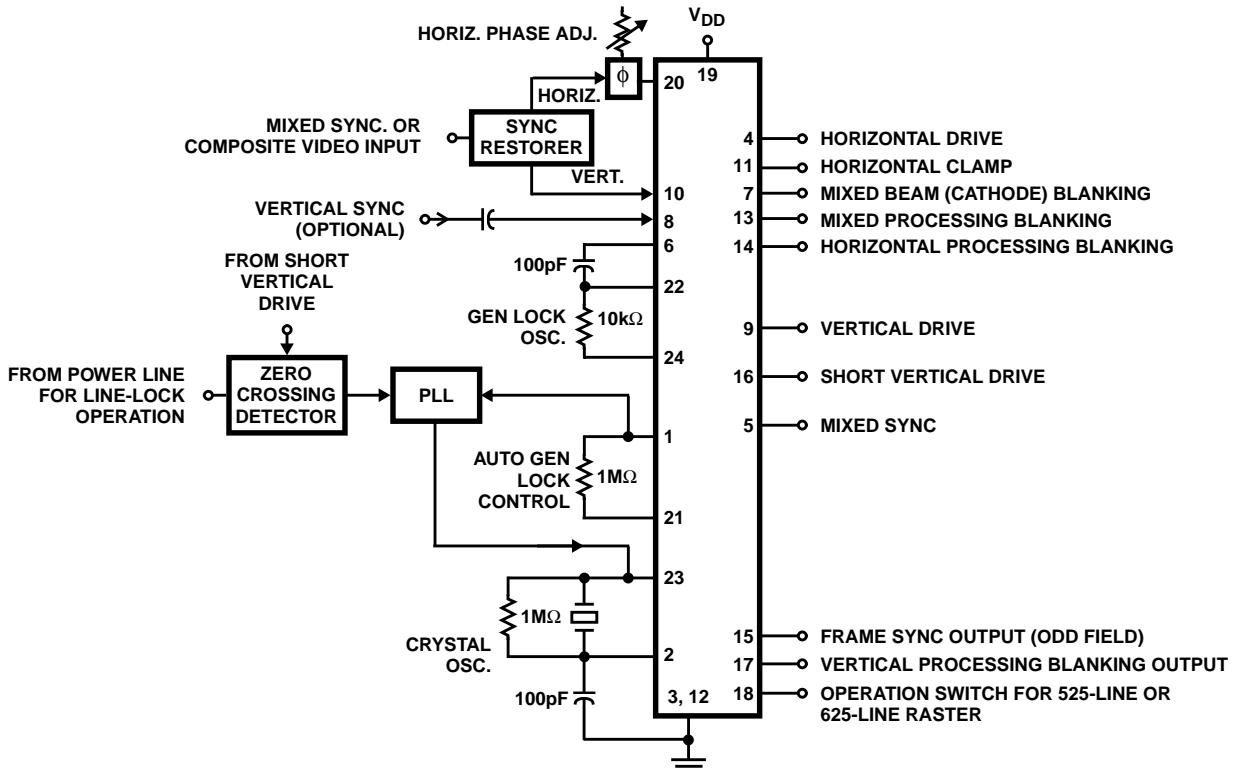 HORIZ. PHASE ADJ.
VDD
ϕ
20
19
HORIZ.
MIXED SYNC. OR
COMPOSITE VIDEO INPUT
SYNC
RESTORER
VERT.
10
VERTICAL SYNC
(OPTIONAL)
8
6
100pF
22
GEN LOCK
OSC.
10kΩ
24
FROM SHORT
VERTICAL
DRIVE
FROM POWER LINE
FOR LINE-LOCK
OPERATION
ZERO
CROSSING
DETECTOR
PLL
1
AUTO GEN
LOCK
CONTROL
1MΩ
21
23
1MΩ
CRYSTAL
OSC.
2
100pF
3, 12
4 HORIZONTAL DRIVE
11 HORIZONTAL CLAMP
7 MIXED BEAM (CATHODE) BLANKING
13 MIXED PROCESSING BLANKING
14 HORIZONTAL PROCESSING BLANKING
9 VERTICAL DRIVE
16 SHORT VERTICAL DRIVE
5 MIXED SYNC
15 FRAME SYNC OUTPUT (ODD FIELD)
17 VERTICAL PROCESSING BLANKING OUTPUT
18 OPERATION SWITCH FOR 525-LINE OR
625-LINE RASTER